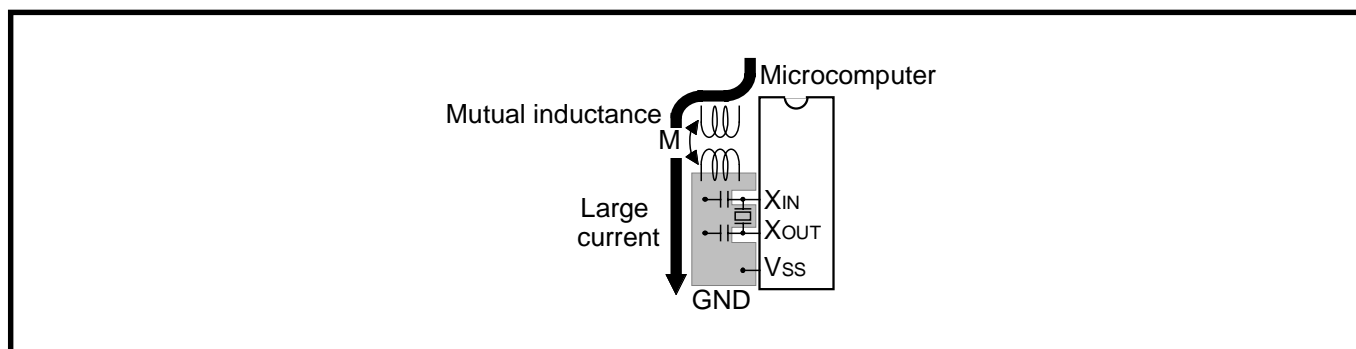 Microcomputer
Mutual inductance
M
XIN
Large
current
XOUT
VSS
GND